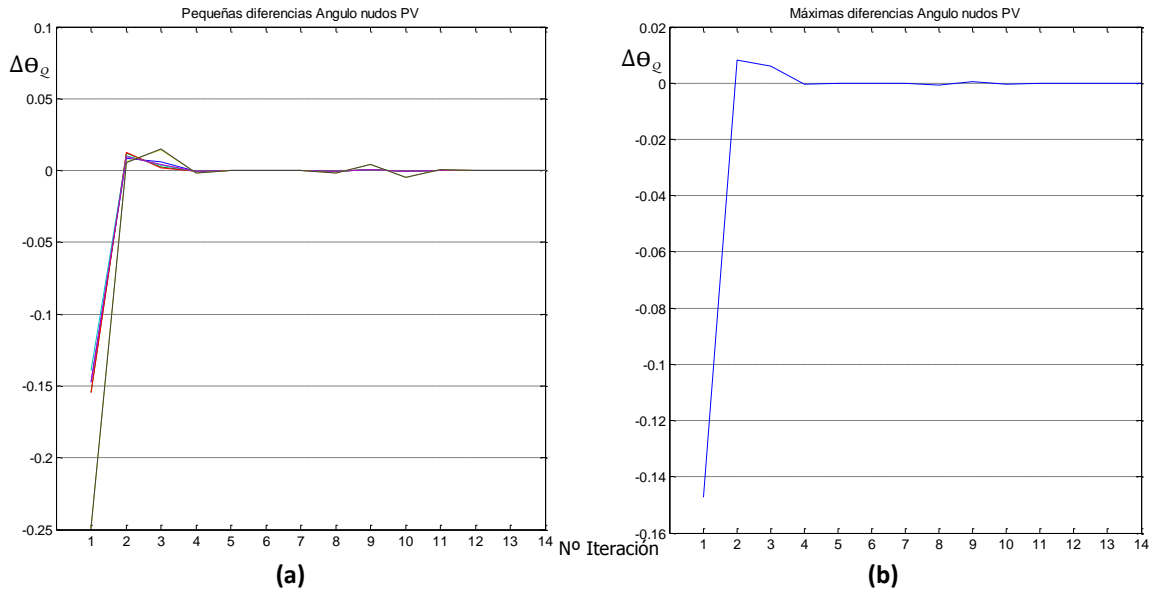 Pequeñas diferencias Angulo nudos PV
Δθ_Q
0.1
0.05
0
-0.05
-0.1
-0.15
-0.2
-0.25
1 2 3 4 5 6 7 8 9 10 11 12 13 14
(a)
Nº Iteración
Máximas diferencias Angulo nudos PV
Δθ_Q
0.02
0
-0.02
-0.04
-0.06
-0.08
-0.1
-0.12
-0.14
-0.16
1 2 3 4 5 6 7 8 9 10 11 12 13 14
(b)